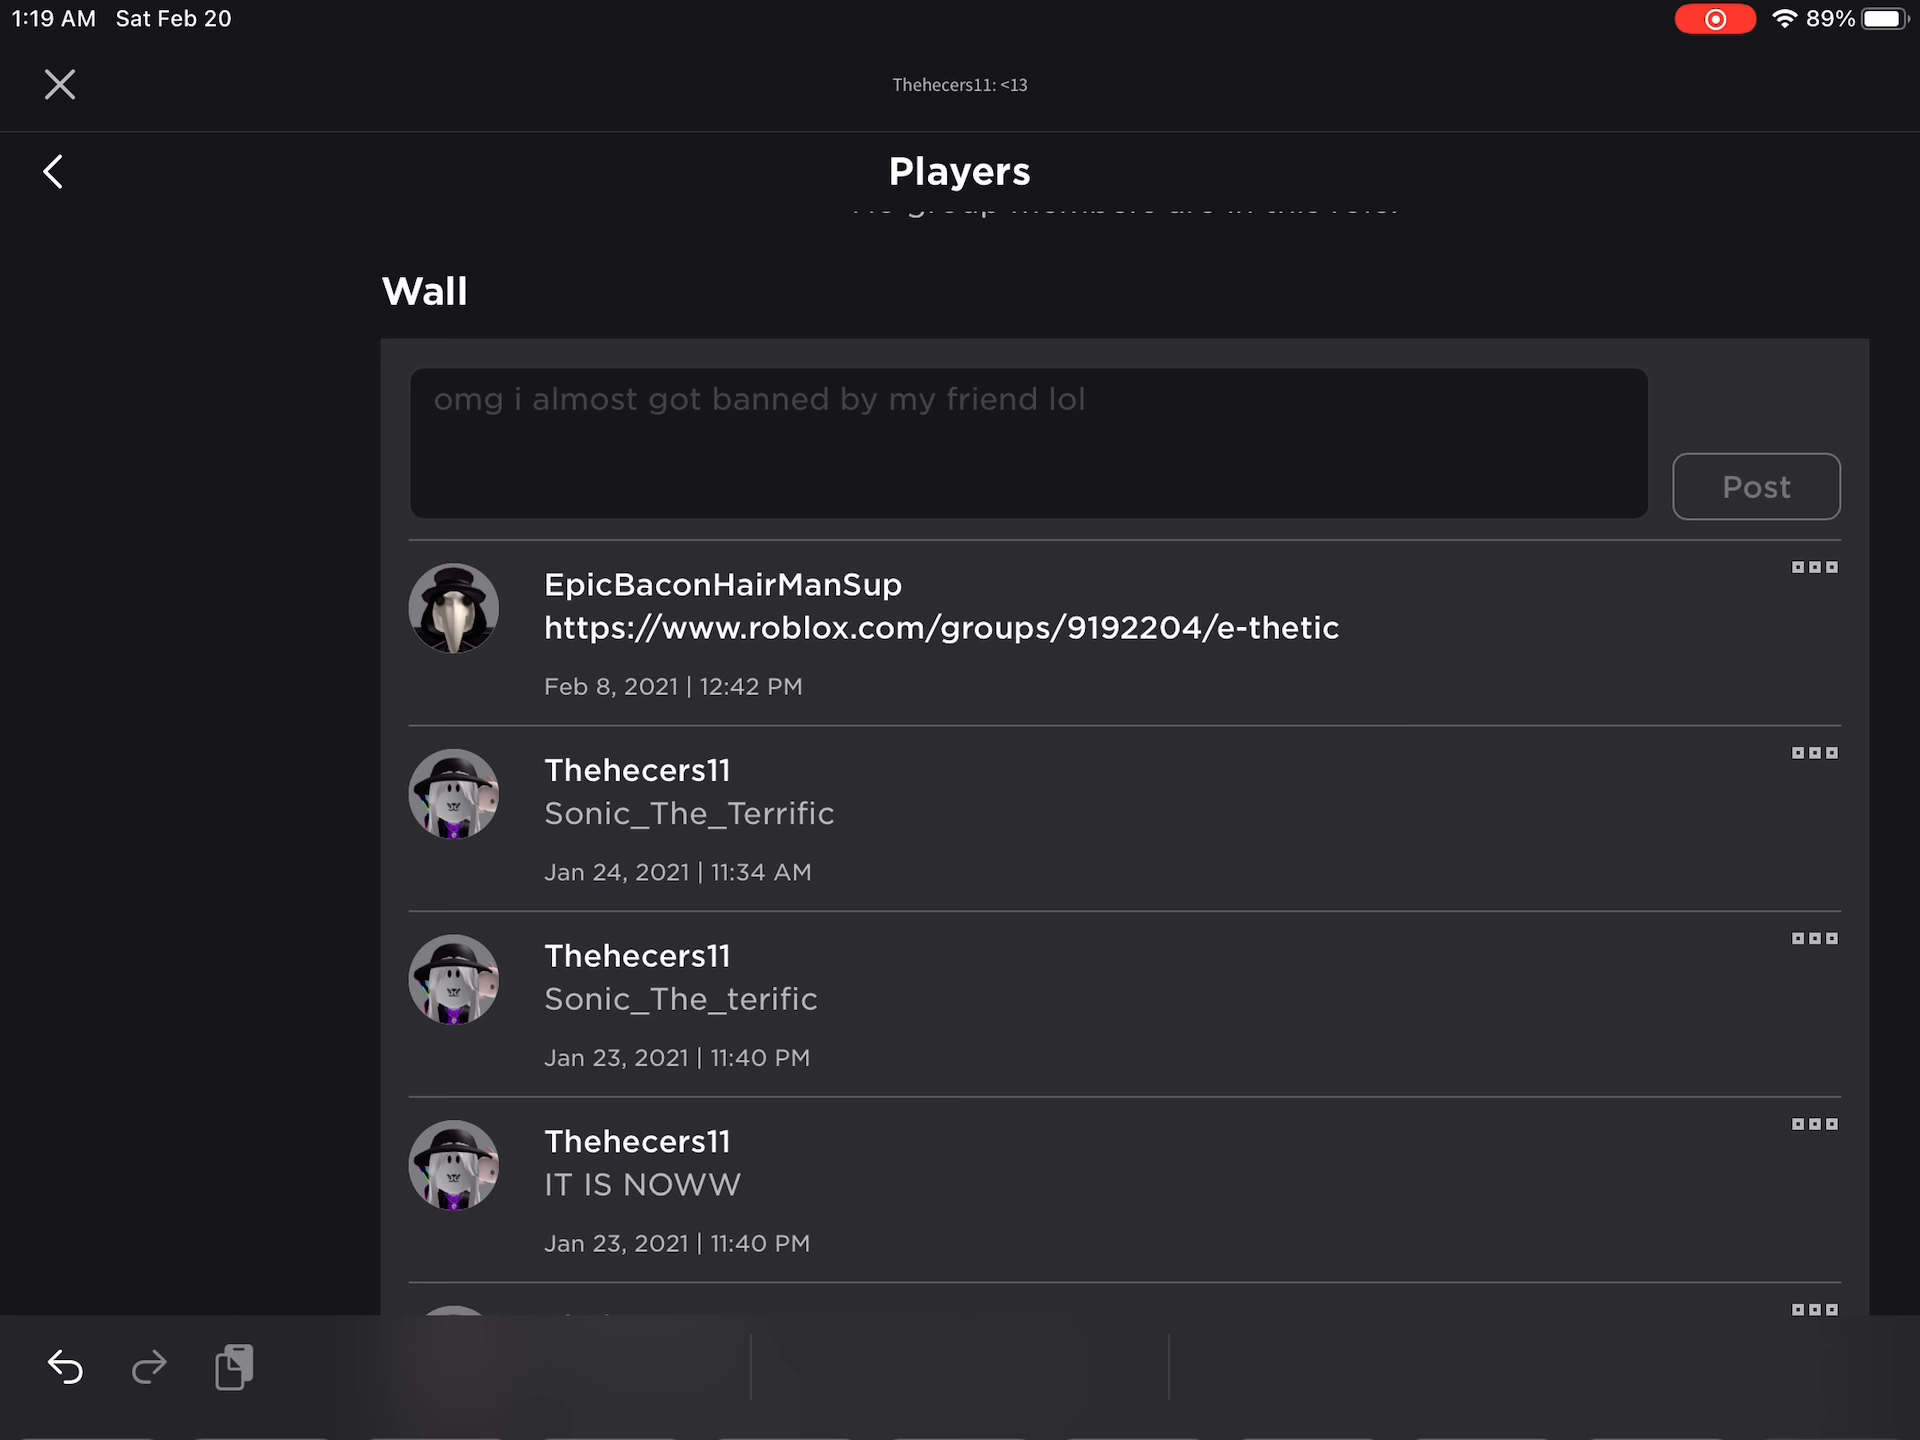 1:19 AM Sat Feb 20
89%
Thehecers11: <13
Players
Wall
omg i almost got banned by my friend lol
Post
EpicBaconHairManSup
https://www.roblox.com/groups/9192204/e-thetic
Feb 8, 2021 | 12:42 PM
Thehecers11
Sonic_The_Terrific
Jan 24, 2021 | 11:34 AM
Thehecers11
Sonic_The_terific
Jan 23, 2021 | 11:40 PM
Thehecers11
IT IS NOWW
Jan 23, 2021 | 11:40 PM